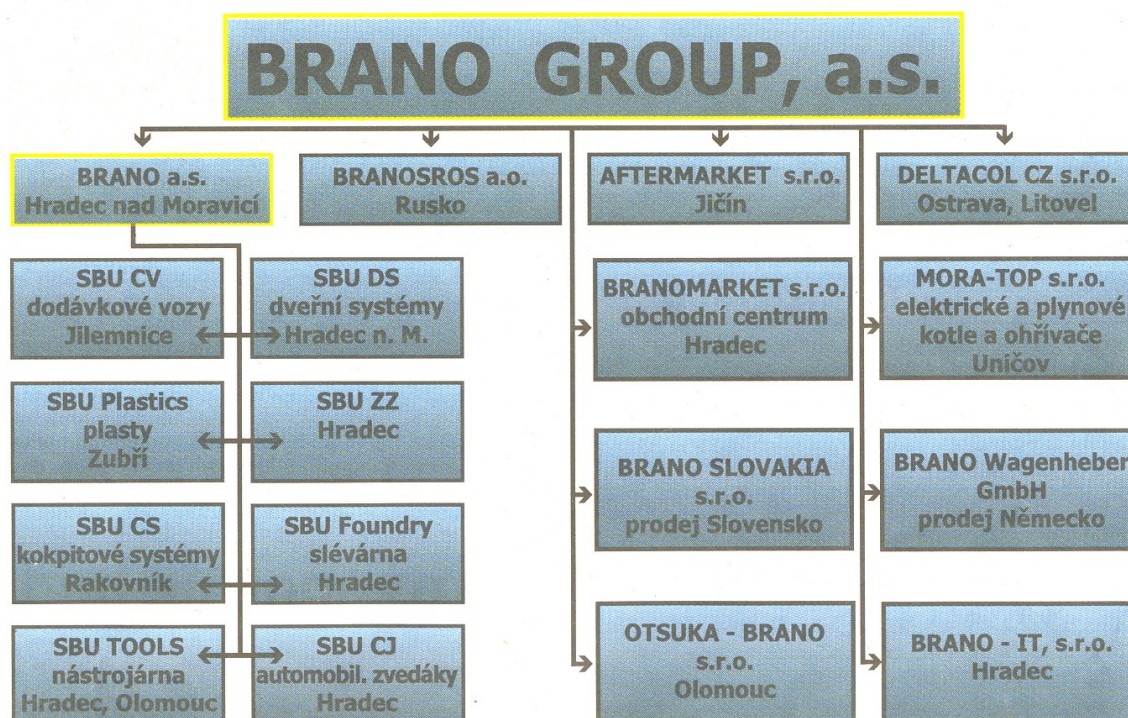 BRANO GROUP, a.s.
BRANO a.s.
Hradec nad Moravicí
BRANOSROS a.o.
Rusko
AFTERMARKET s.r.o.
Jičín
DELTACOL CZ s.r.o.
Ostrava, Litovel
SBU CV
dodávkové vozy
Jilemnice
SBU DS
dveřní systémy
Hradec n. M.
BRANOMARKET s.r.o.
obchodní centrum
Hradec
MORA-TOP s.r.o.
elektrické a plynové
kotle a ohřívače
Uničov
SBU Plastics
plasty
Zubří
SBU ZZ
Hradec
BRANO SLOVAKIA
s.r.o.
prodej Slovensko
BRANO Wagenheber
GmbH
prodej Německo
SBU CS
kokpitové systémy
Rakovník
SBU Foundry
slévárna
Hradec
SBU TOOLS
nástrojárna
Hradec, Olomouc
SBU CJ
automobil. zvedáky
Hradec
OTSUKA - BRANO
s.r.o.
Olomouc
BRANO - IT, s.r.o.
Hradec